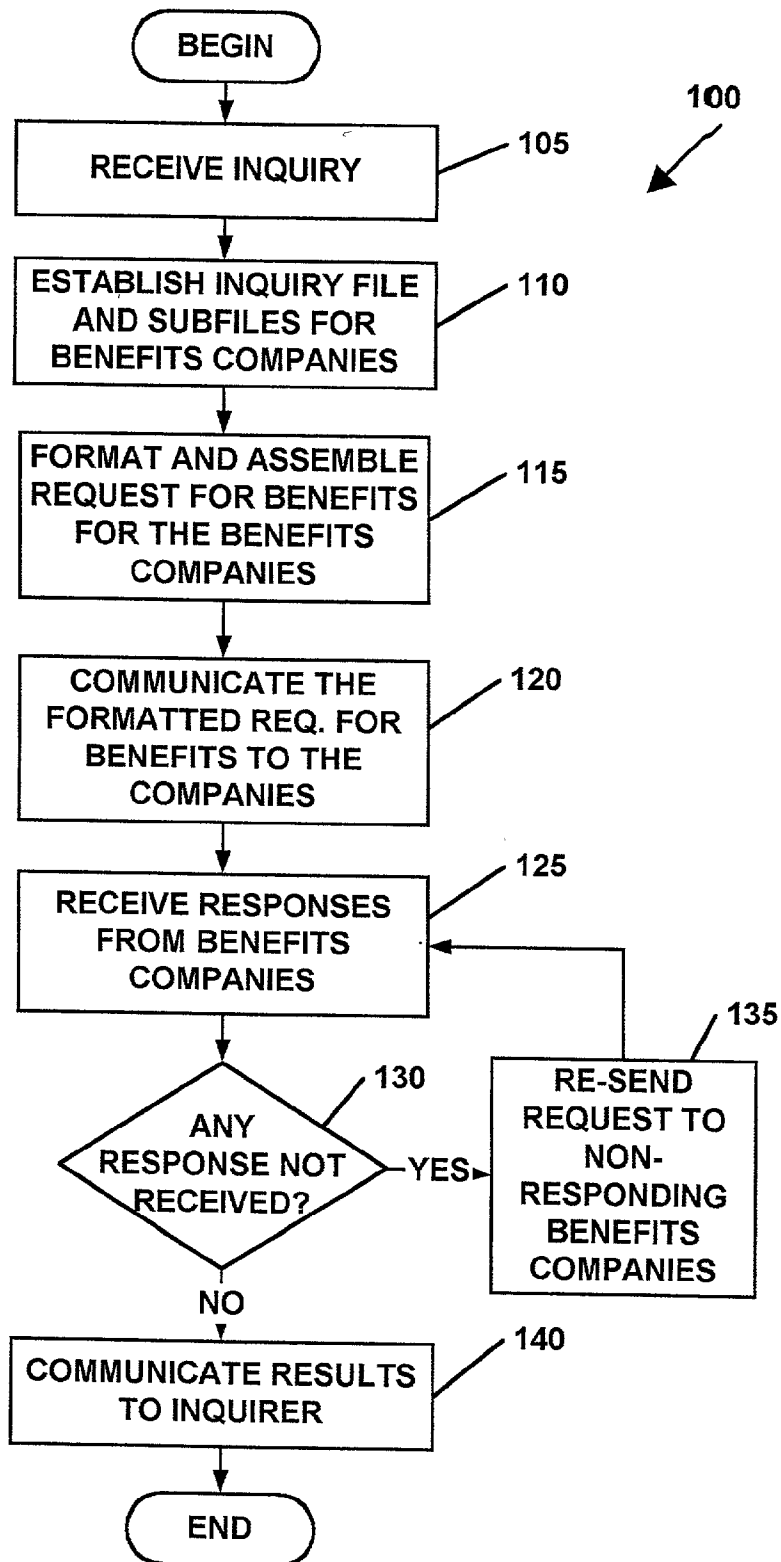 BEGIN
100
RECEIVE INQUIRY
105
ESTABLISH INQUIRY FILE
AND SUBFILES FOR
BENEFITS COMPANIES
110
FORMAT AND ASSEMBLE
REQUEST FOR BENEFITS
FOR THE BENEFITS
COMPANIES
115
COMMUNICATE THE
FORMATTED REQ. FOR
BENEFITS TO THE
COMPANIES
120
RECEIVE RESPONSES
FROM BENEFITS
COMPANIES
125
ANY
RESPONSE NOT
RECEIVED?
130
YES
RE-SEND
REQUEST TO
NON-
RESPONDING
BENEFITS
COMPANIES
135
NO
COMMUNICATE RESULTS
TO INQUIRER
140
END